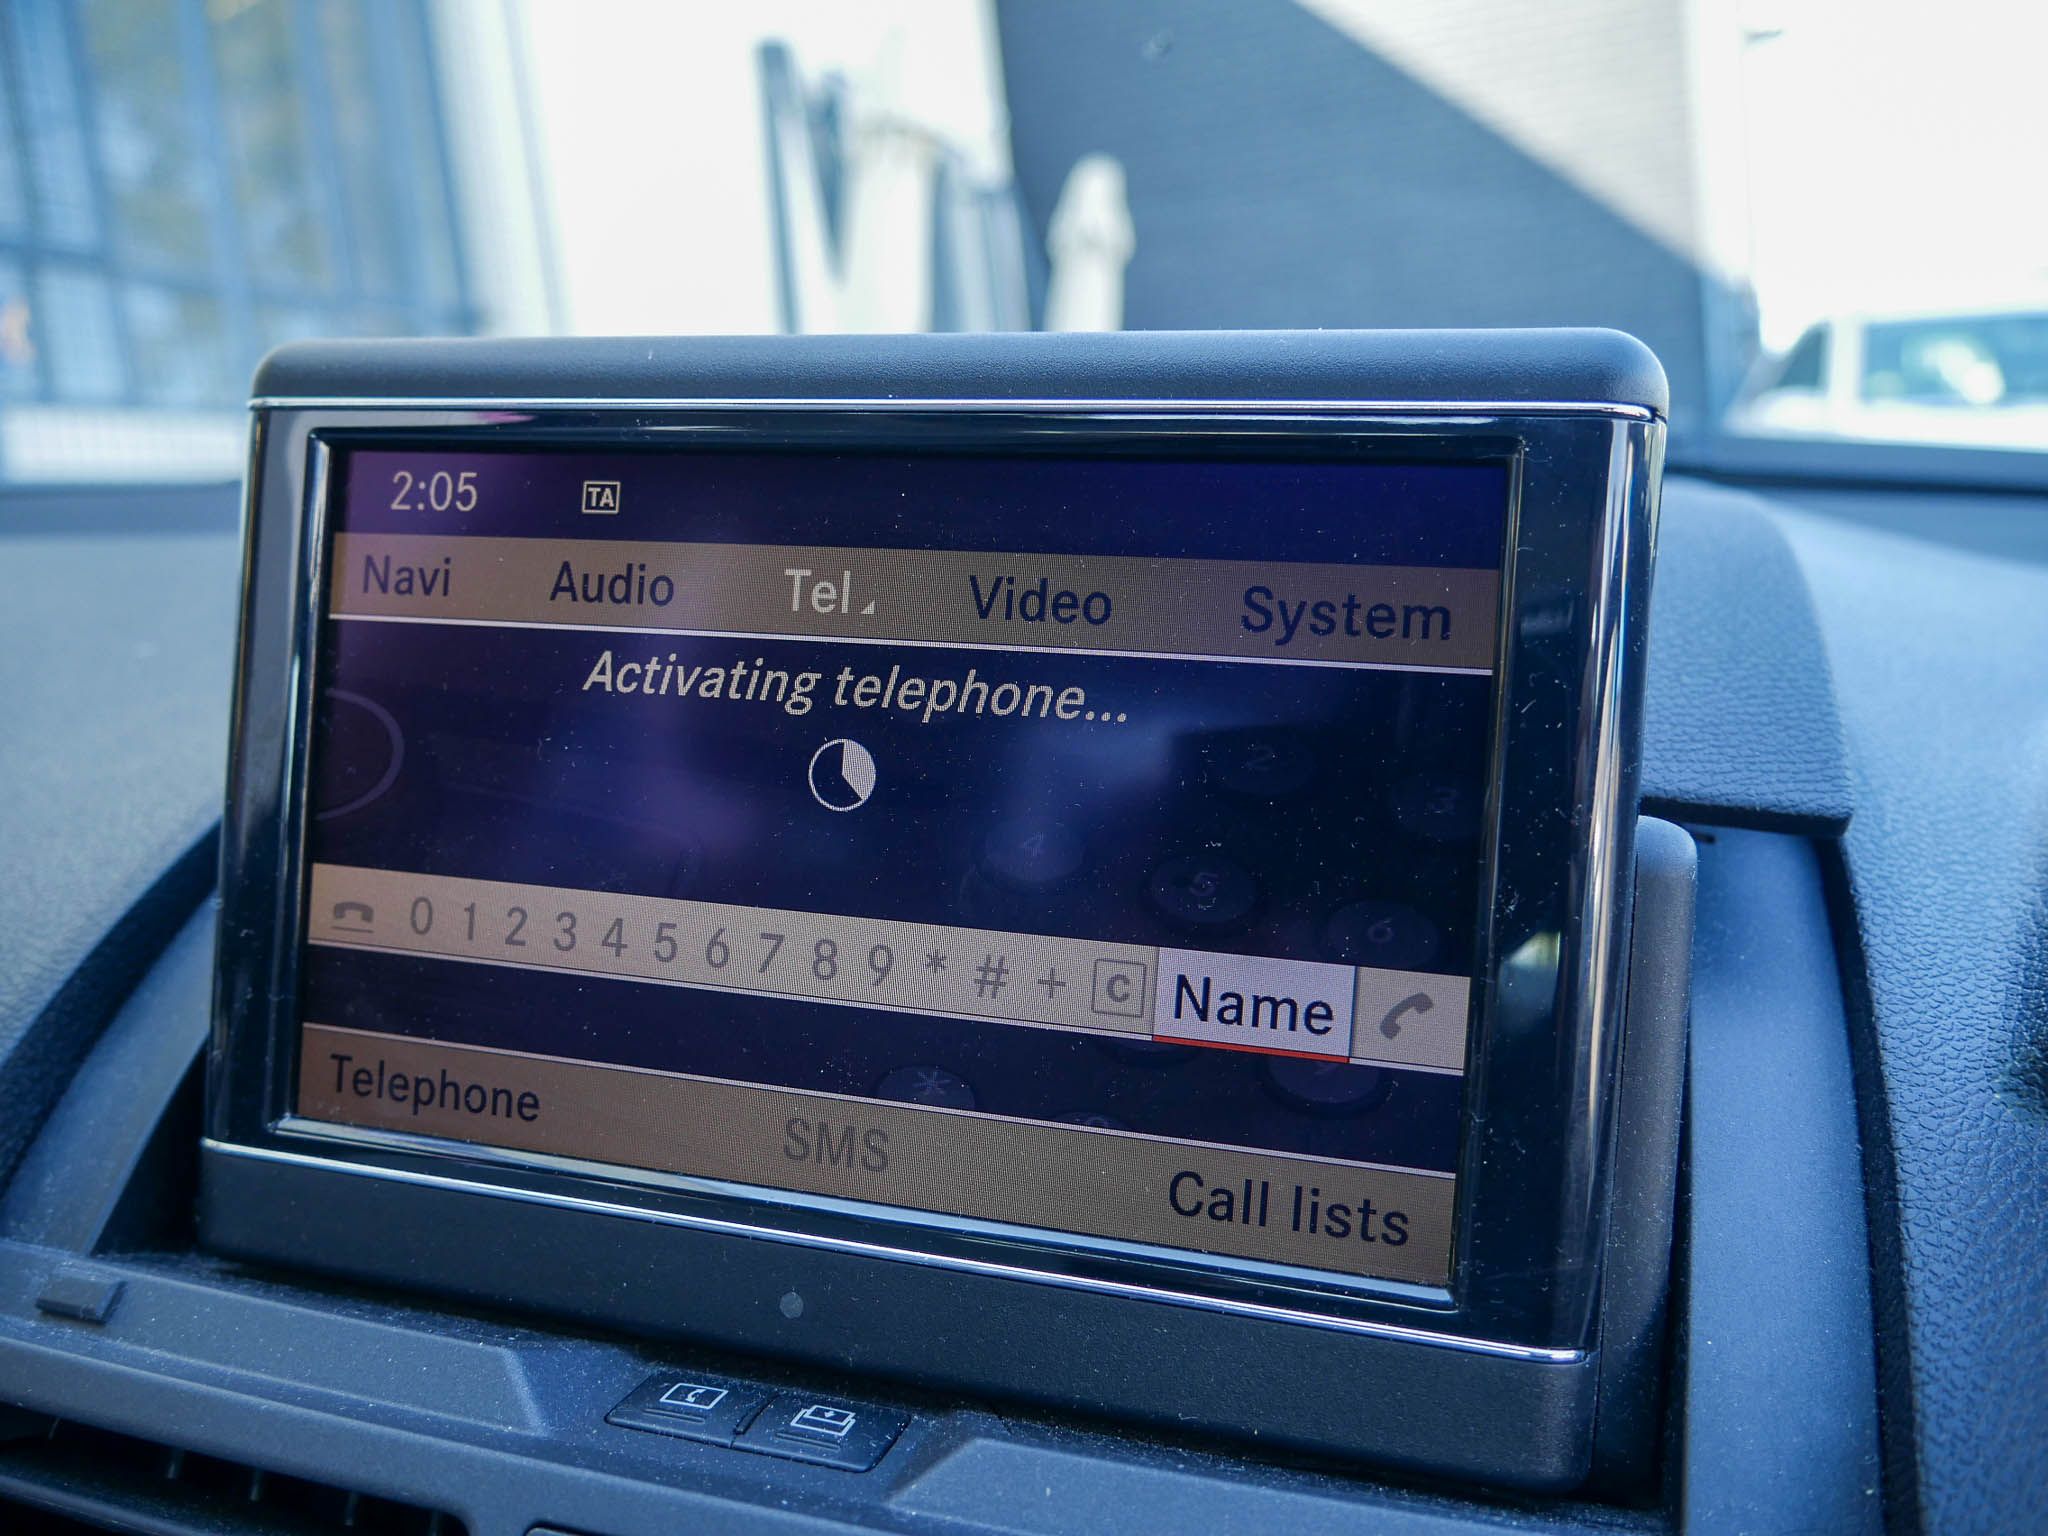 2:05 TA
Navi Audio Tel Video System
Activating telephone...
0 1 2 3 4 5 6 7 8 9 * # + C Name
Telephone SMS Call lists